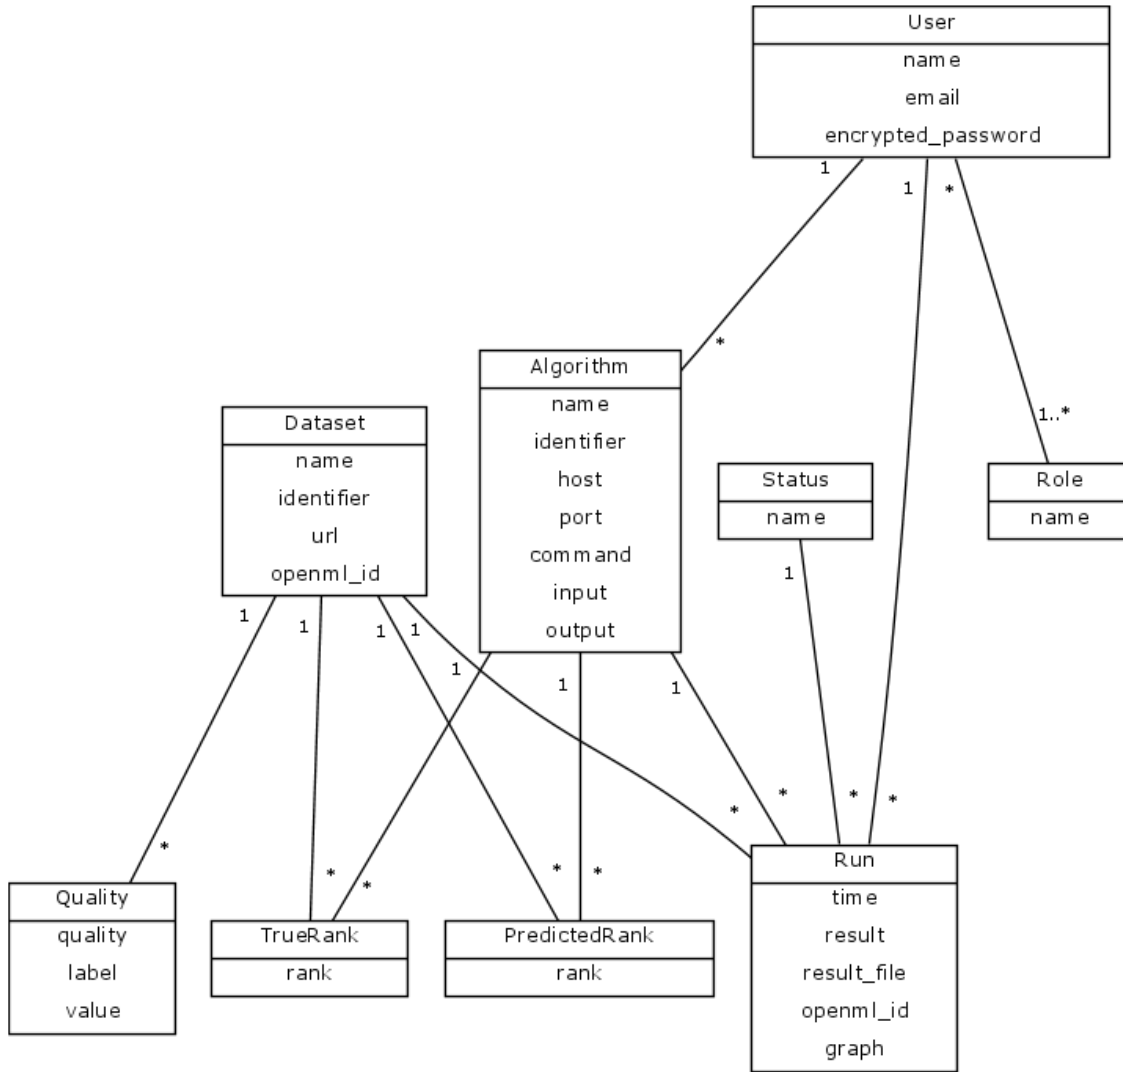 User
name
email
encrypted_password
1
1
*
*
1..*
Algorithm
name
identifier
host
port
command
input
output
Dataset
name
identifier
url
openml_id
Status
name
Role
name
1
1
1
1
1
1
1
1
*
*
*
*
*
*
*
*
*
Quality
quality
label
value
TrueRank
rank
PredictedRank
rank
Run
time
result
result_file
openml_id
graph